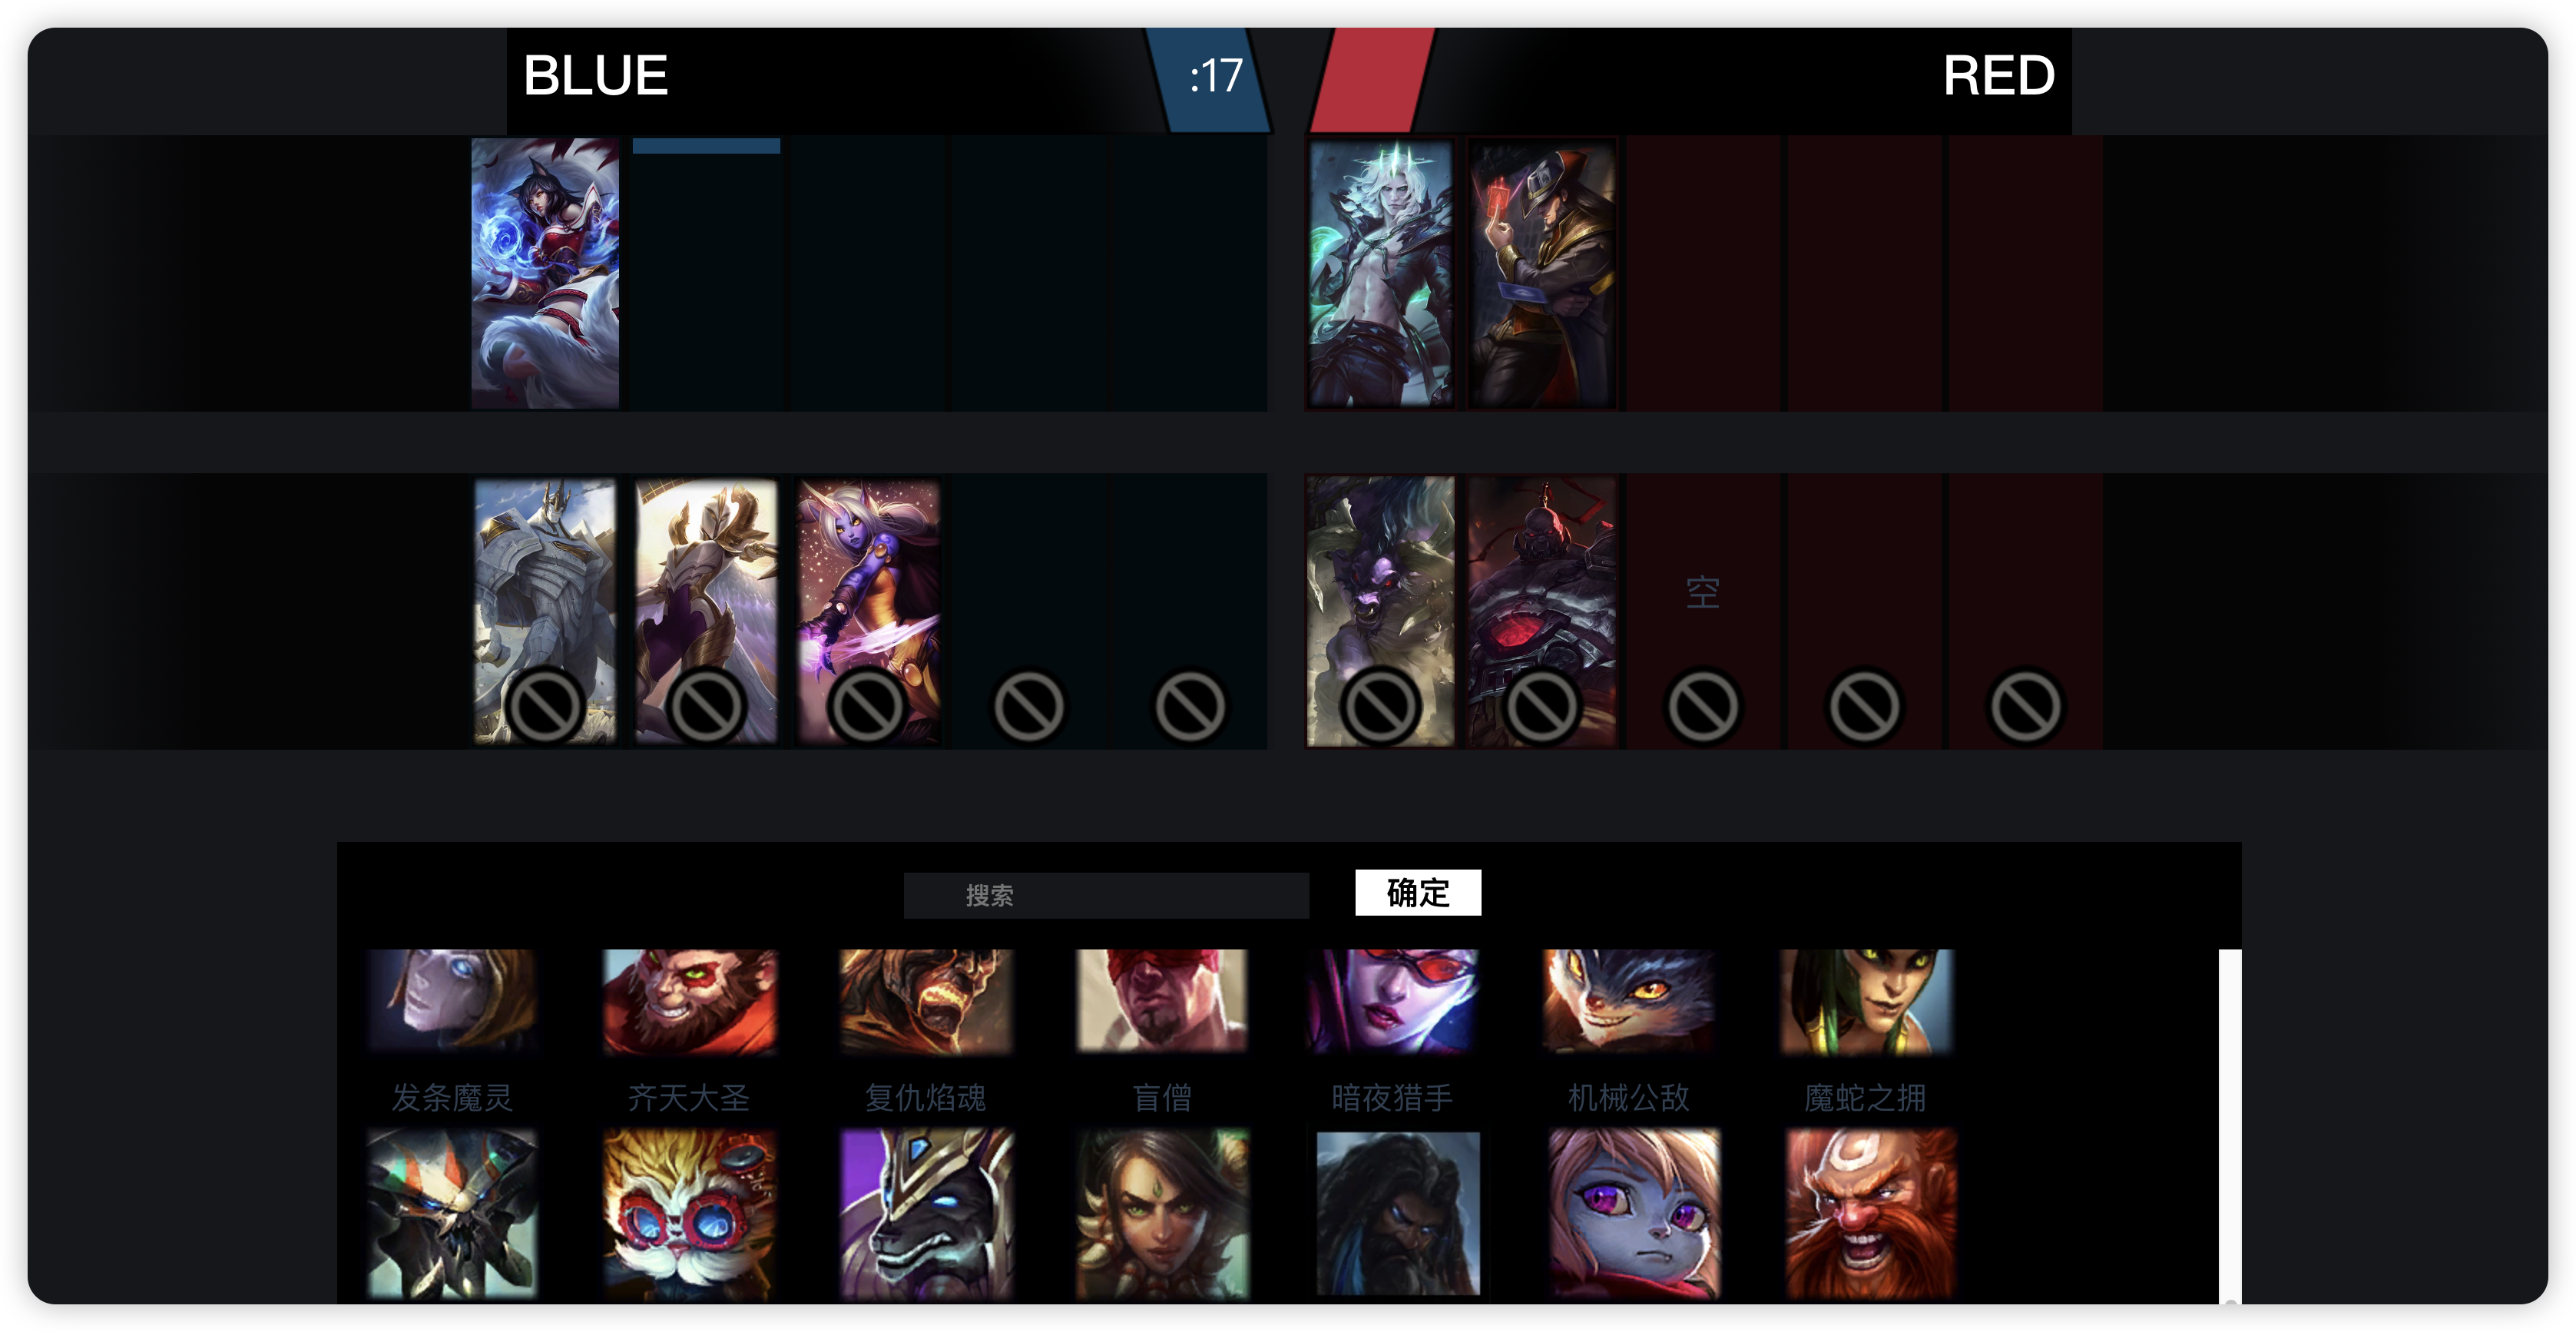 BLUE
:17
RED
空
搜索
确定
发条魔灵
齐天大圣
复仇焰魂
盲僧
暗夜猎手
机械公敌
魔蛇之拥